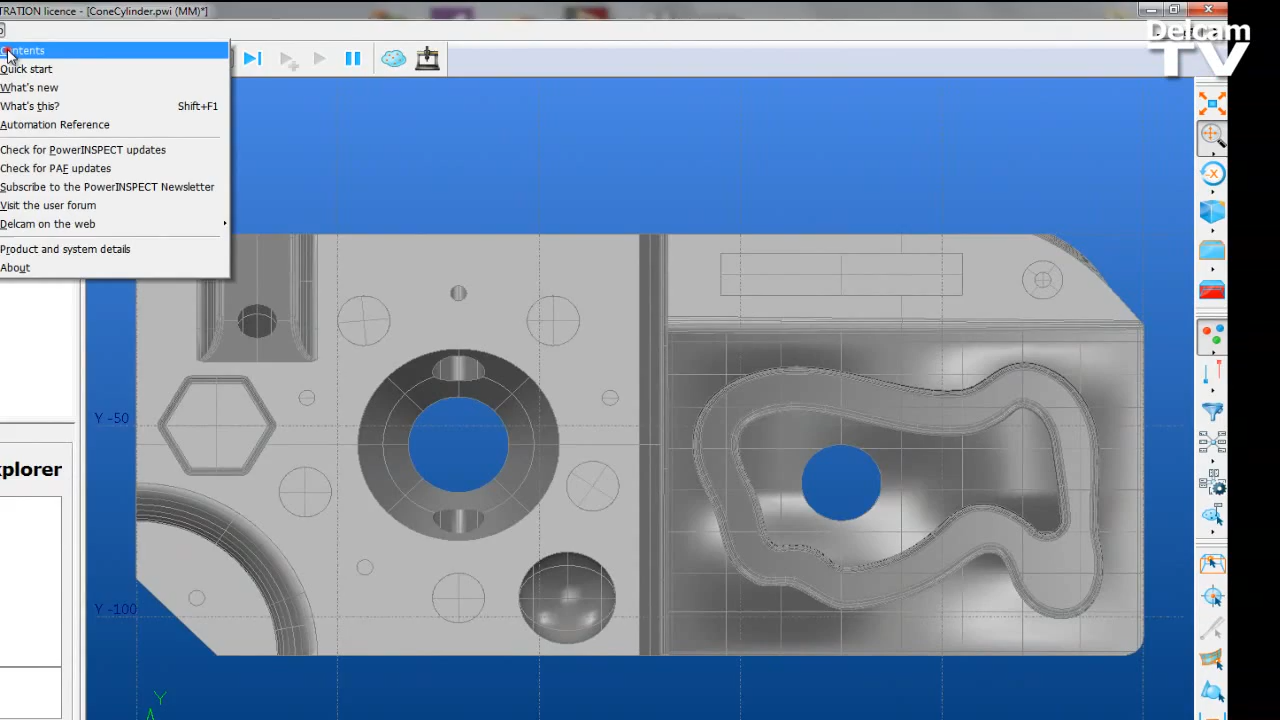 TRATION licence - [ConeCylinder.pwi (MM)*]
Delcam
TV
Contents
Quick start
What's new
What's this? Shift+F1
Automation Reference
Check for PowerINSPECT updates
Check for PAF updates
Subscribe to the PowerINSPECT Newsletter
Visit the user forum
Delcam on the web
Product and system details
About
-X
Y -50
xplorer
Y -100
Y